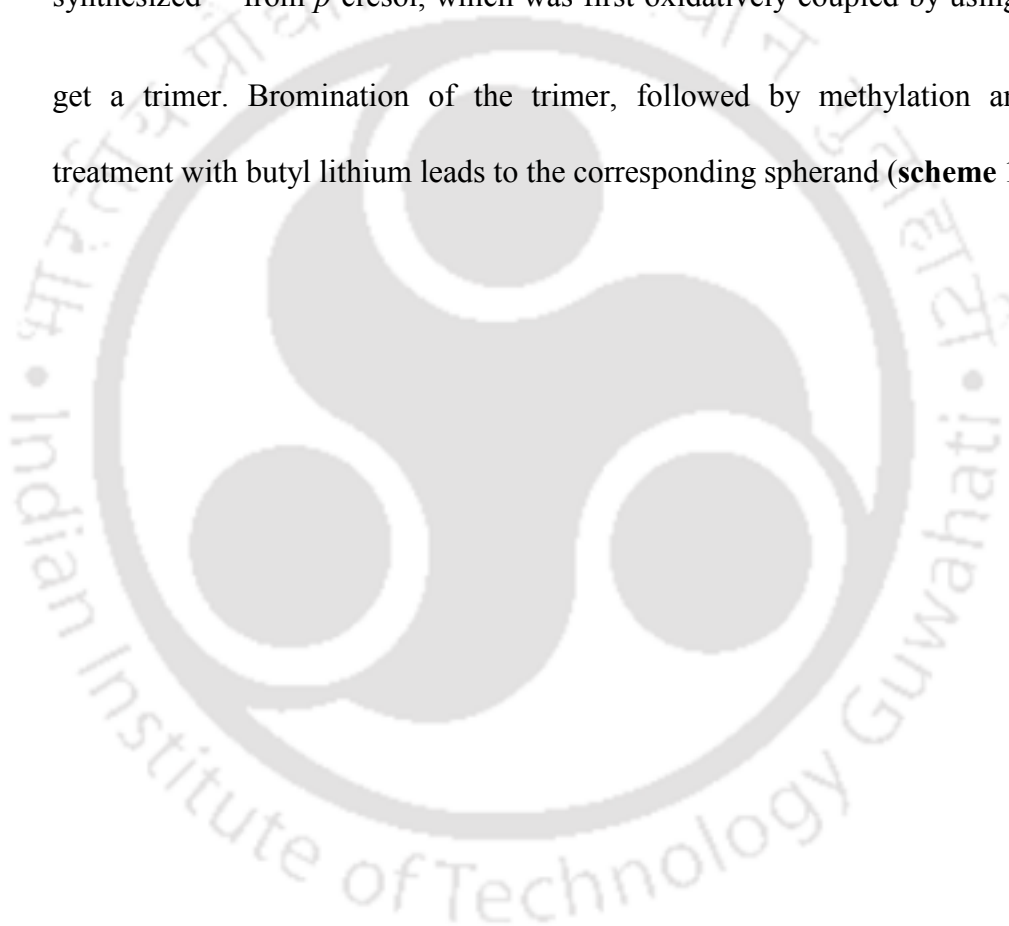 synthesized from p-cresol, which was first oxidatively coupled by using
get a trimer. Bromination of the trimer, followed by methylation
treatment with butyl lithium leads to the corresponding spherand (scheme
Indian Institute of Technology Guwahati